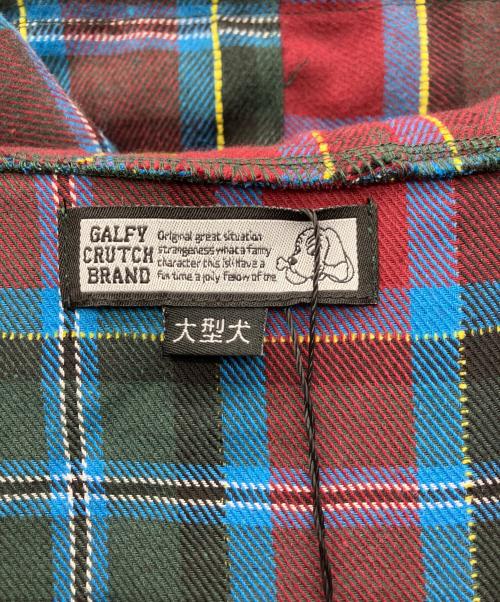 GALFY
CRUTCH
BRAND
Original great situation
strangeness what a fanny
character this is! Have a
fun time a jolly Fellow of the.
大型犬